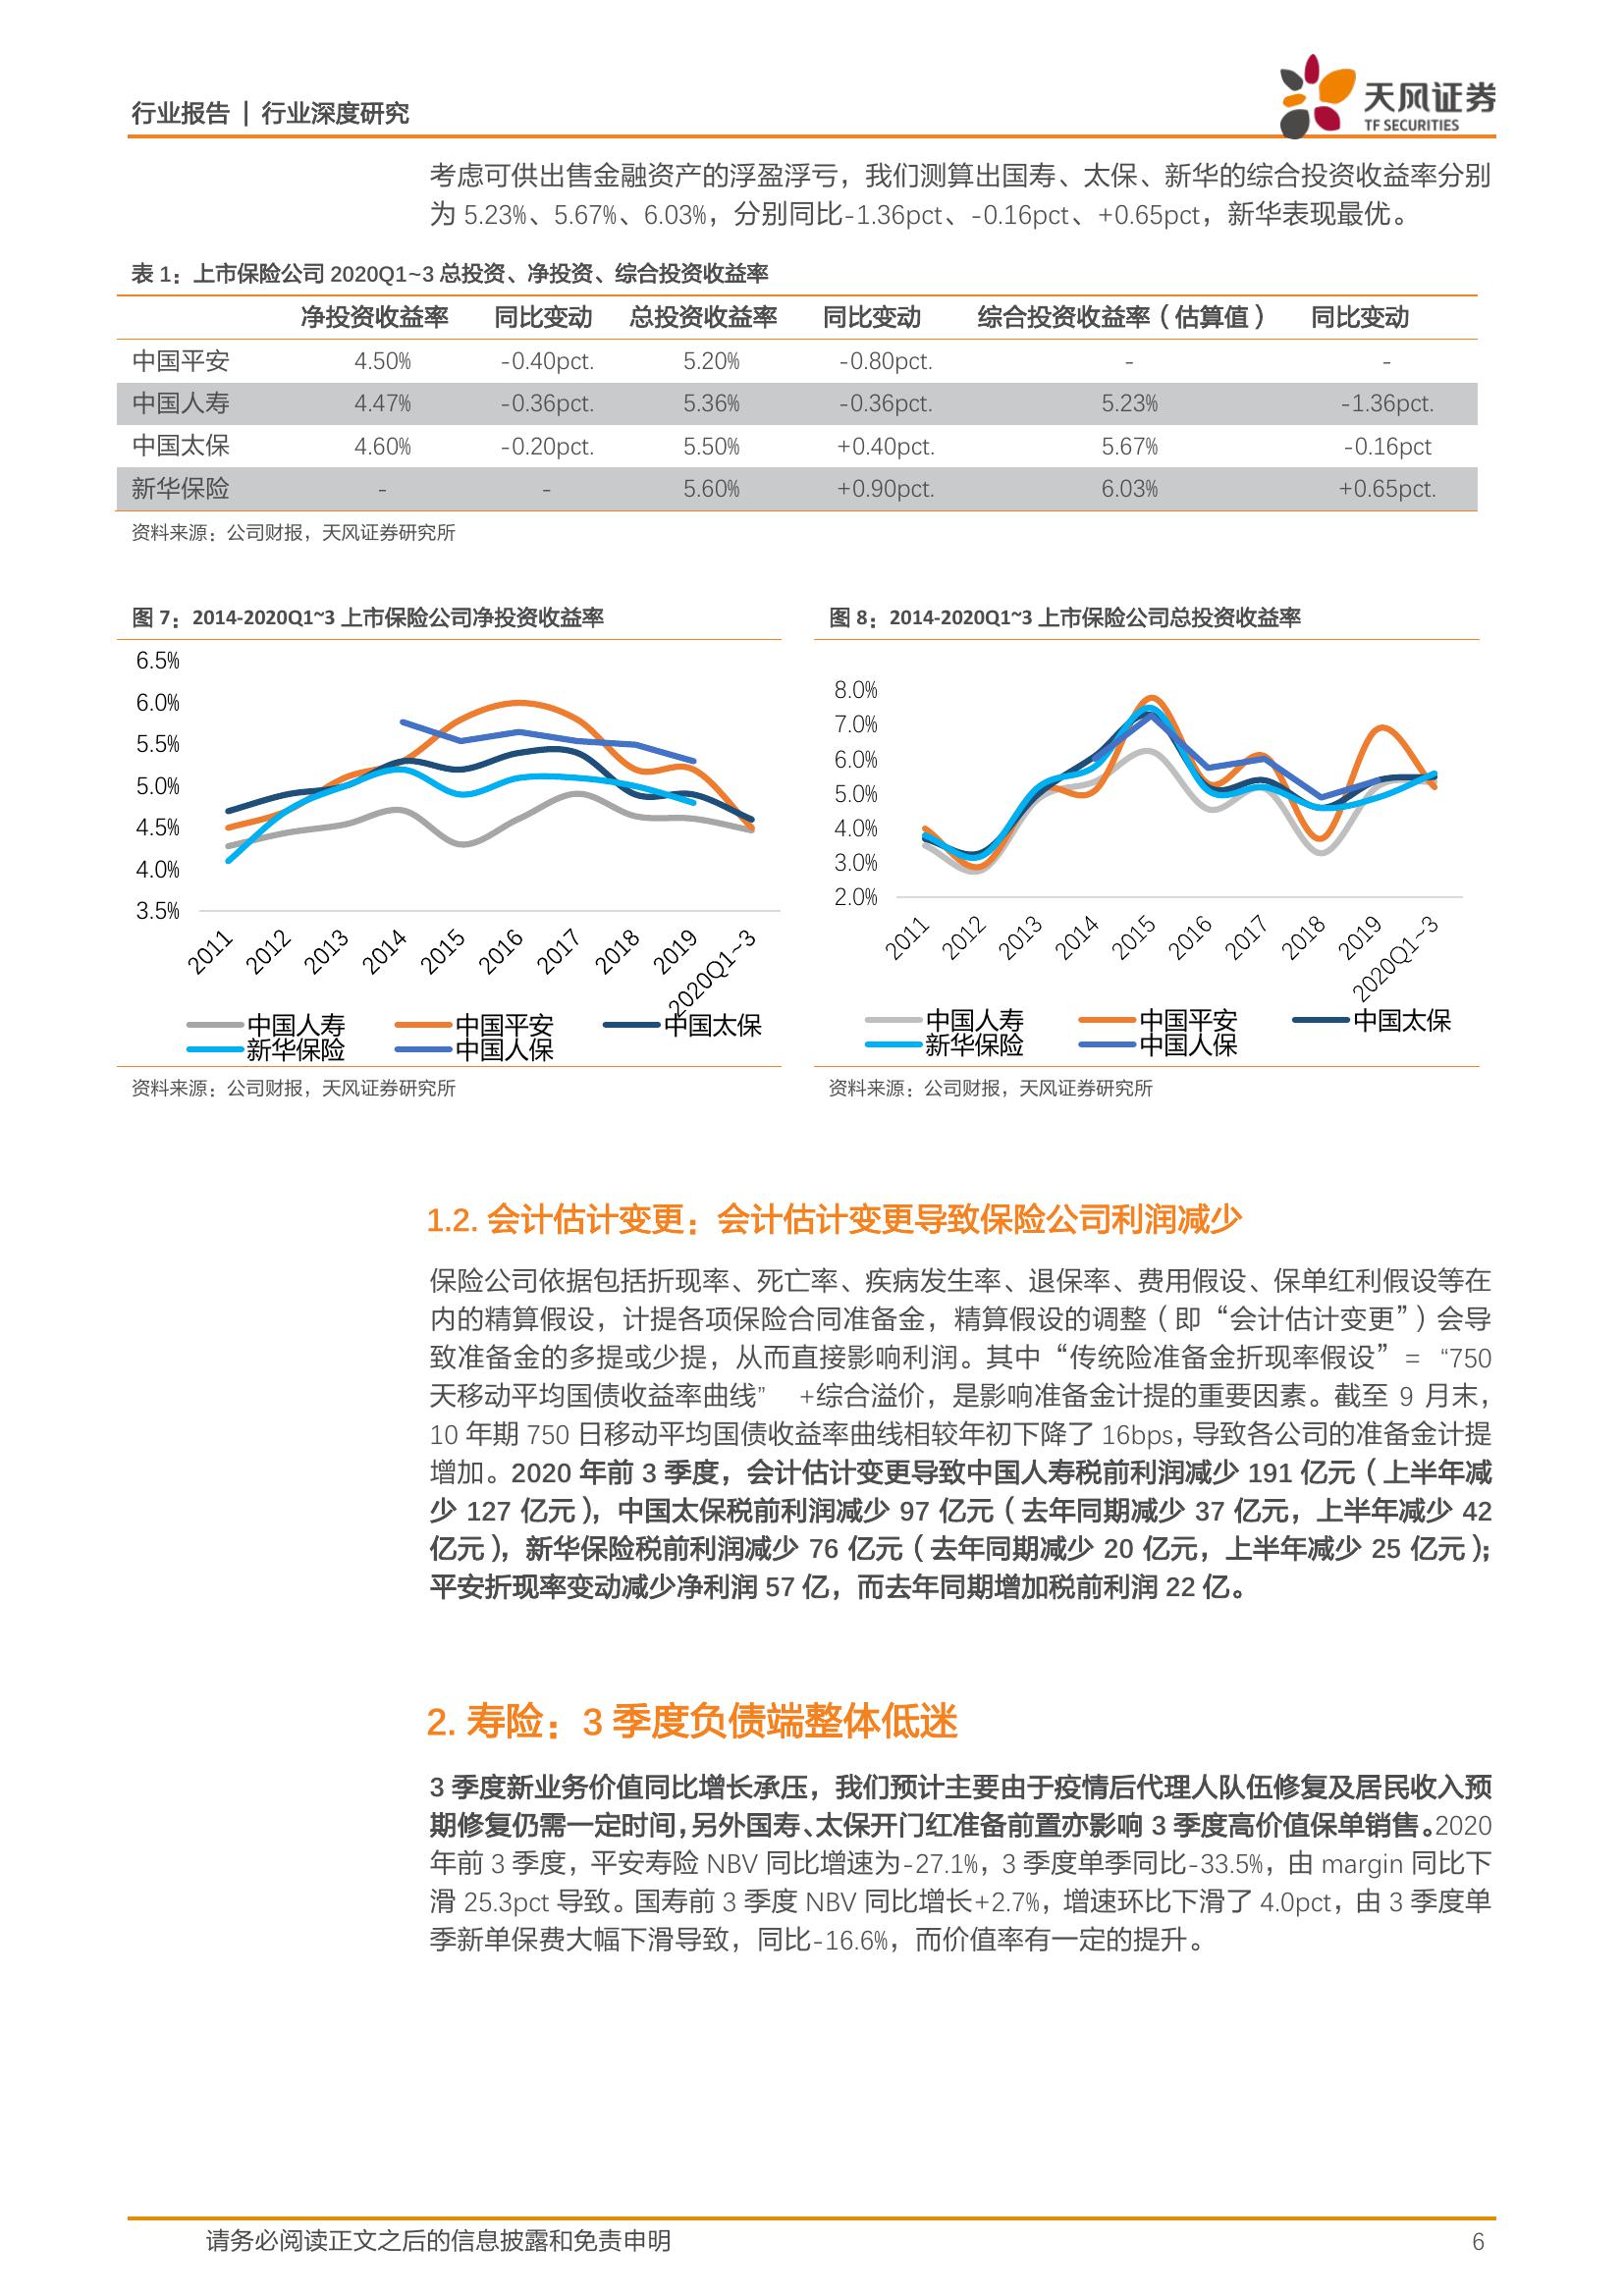 行业报告 | 行业深度研究
天风证券
TF SECURITIES
考虑可供出售金融资产的浮盈浮亏，我们测算出国寿、太保、新华的综合投资收益率分别
为 5.23%、5.67%、6.03%，分别同比-1.36pct、-0.16pct、+0.65pct，新华表现最优。
表 1：上市保险公司 2020Q1~3 总投资、净投资、综合投资收益率
净投资收益率 同比变动 总投资收益率 同比变动 综合投资收益率（估算值） 同比变动
中国平安 4.50% -0.40pct. 5.20% -0.80pct. - -
中国人寿 4.47% -0.36pct. 5.36% -0.36pct. 5.23% -1.36pct.
中国太保 4.60% -0.20pct. 5.50% +0.40pct. 5.67% -0.16pct
新华保险 - - 5.60% +0.90pct. 6.03% +0.65pct.
资料来源：公司财报，天风证券研究所
图 7：2014-2020Q1~3 上市保险公司净投资收益率
6.5%
6.0%
5.5%
5.0%
4.5%
4.0%
3.5%
2011 2012 2013 2014 2015 2016 2017 2018 2019 2020Q1~3
中国人寿 中国平安 中国太保
新华保险 中国人保
资料来源：公司财报，天风证券研究所
图 8：2014-2020Q1~3 上市保险公司总投资收益率
8.0%
7.0%
6.0%
5.0%
4.0%
3.0%
2.0%
2011 2012 2013 2014 2015 2016 2017 2018 2019 2020Q1~3
中国人寿 中国平安 中国太保
新华保险 中国人保
资料来源：公司财报，天风证券研究所
1.2. 会计估计变更：会计估计变更导致保险公司利润减少
保险公司依据包括折现率、死亡率、疾病发生率、退保率、费用假设、保单红利假设等在
内的精算假设，计提各项保险合同准备金，精算假设的调整（即“会计估计变更”）会导
致准备金的多提或少提，从而直接影响利润。其中“传统险准备金折现率假设” = “750
天移动平均国债收益率曲线” +综合溢价，是影响准备金计提的重要因素。截至 9 月末，
10 年期 750 日移动平均国债收益率曲线相较年初下降了 16bps，导致各公司的准备金计提
增加。2020 年前 3 季度，会计估计变更导致中国人寿税前利润减少 191 亿元（上半年减
少 127 亿元），中国太保税前利润减少 97 亿元（去年同期减少 37 亿元，上半年减少 42
亿元），新华保险税前利润减少 76 亿元（去年同期减少 20 亿元，上半年减少 25 亿元）；
平安折现率变动减少净利润 57 亿，而去年同期增加税前利润 22 亿。
2. 寿险：3 季度负债端整体低迷
3 季度新业务价值同比增长承压，我们预计主要由于疫情后代理人队伍修复及居民收入预
期修复仍需一定时间，另外国寿、太保开门红准备前置亦影响 3 季度高价值保单销售。2020
年前 3 季度，平安寿险 NBV 同比增速为-27.1%，3 季度单季同比-33.5%，由 margin 同比下
滑 25.3pct 导致。国寿前 3 季度 NBV 同比增长+2.7%，增速环比下滑了 4.0pct，由 3 季度单
季新单保费大幅下滑导致，同比-16.6%，而价值率有一定的提升。
请务必阅读正文之后的信息披露和免责申明
6